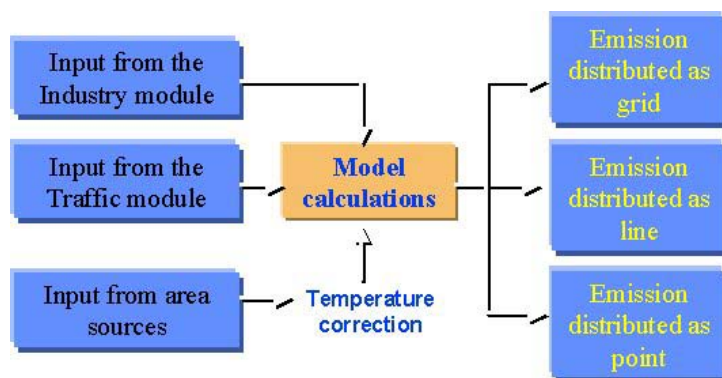 Input from the
Industry module
Input from the
Traffic module
Input from area
sources
Model
calculations
Temperature
correction
Emission
distributed as
grid
Emission
distributed as
line
Emission
distributed as
point